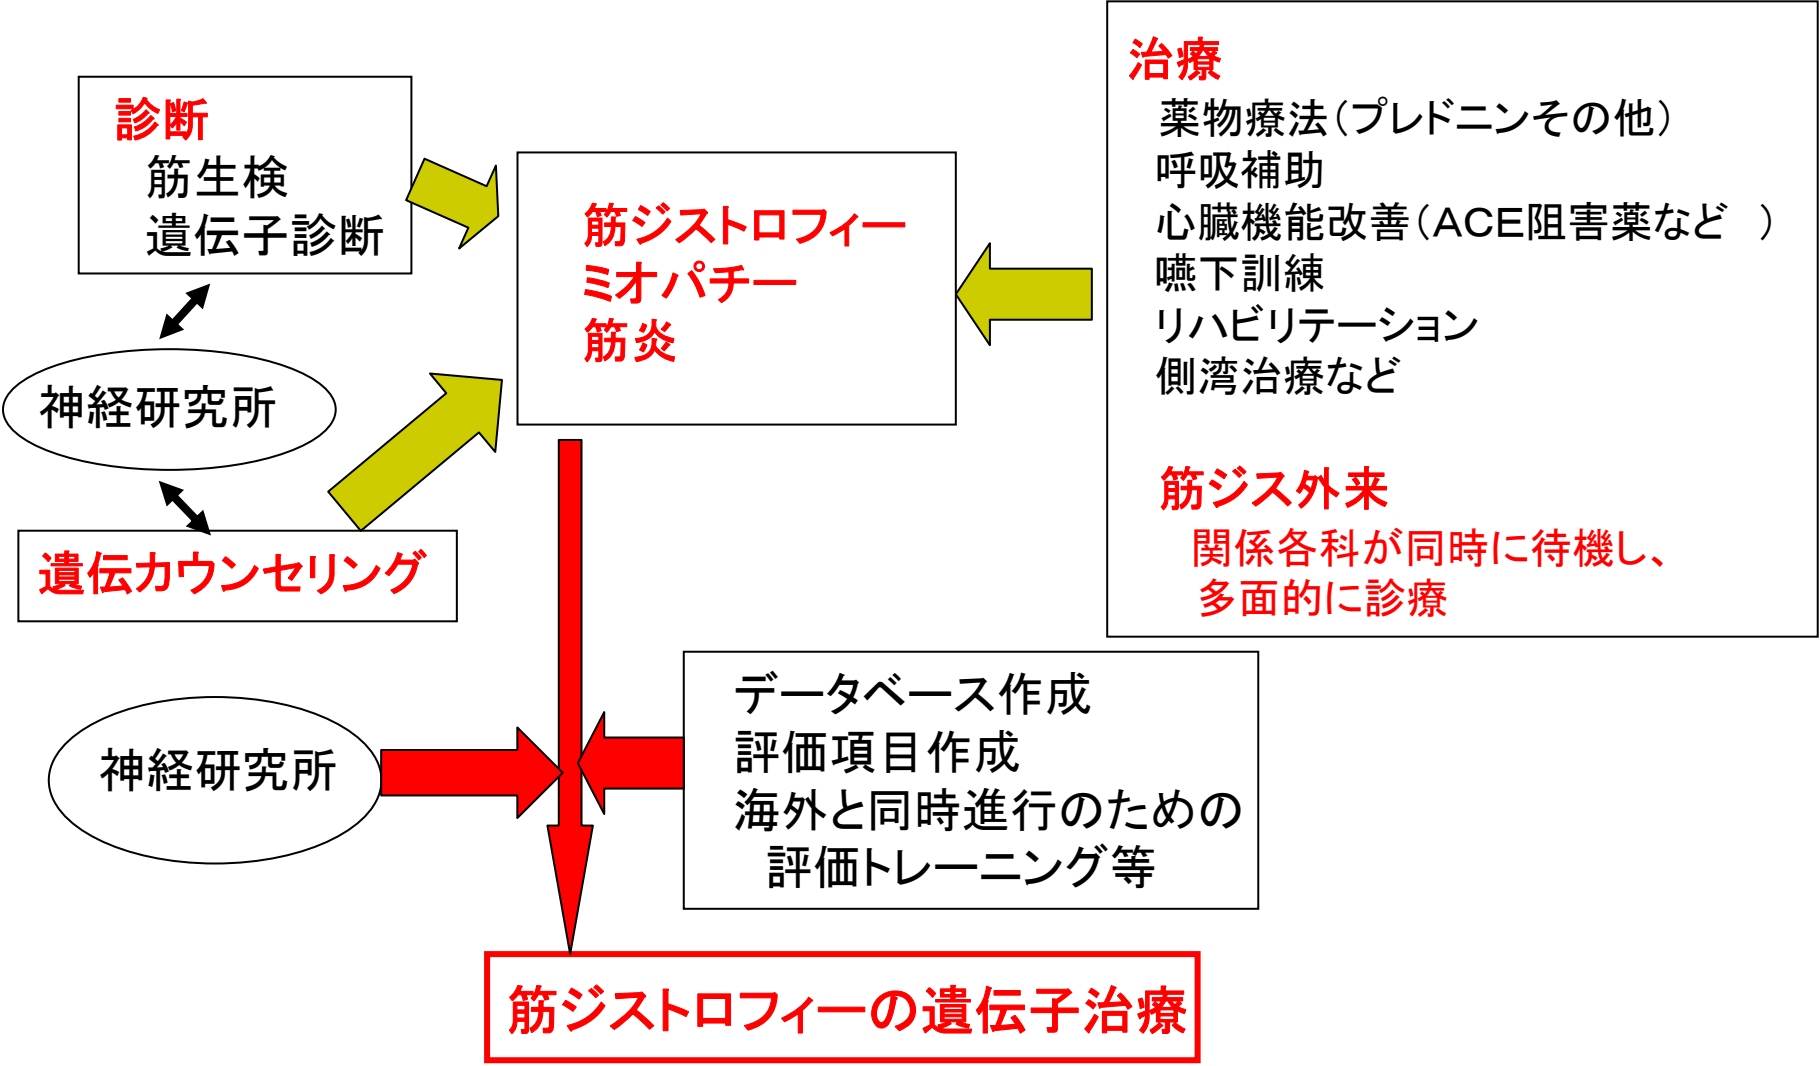 診断
筋生検
遺伝子診断
神経研究所
遺伝カウンセリング
筋ジストロフィー
ミオパチー
筋炎
治療
薬物療法（プレドニンその他）
呼吸補助
心臓機能改善（ACE阻害薬など　）
嚥下訓練
リハビリテーション
側湾治療など
筋ジス外来
関係各科が同時に待機し、
多面的に診療
神経研究所
データベース作成
評価項目作成
海外と同時進行のための
評価トレーニング等
筋ジストロフィーの遺伝子治療